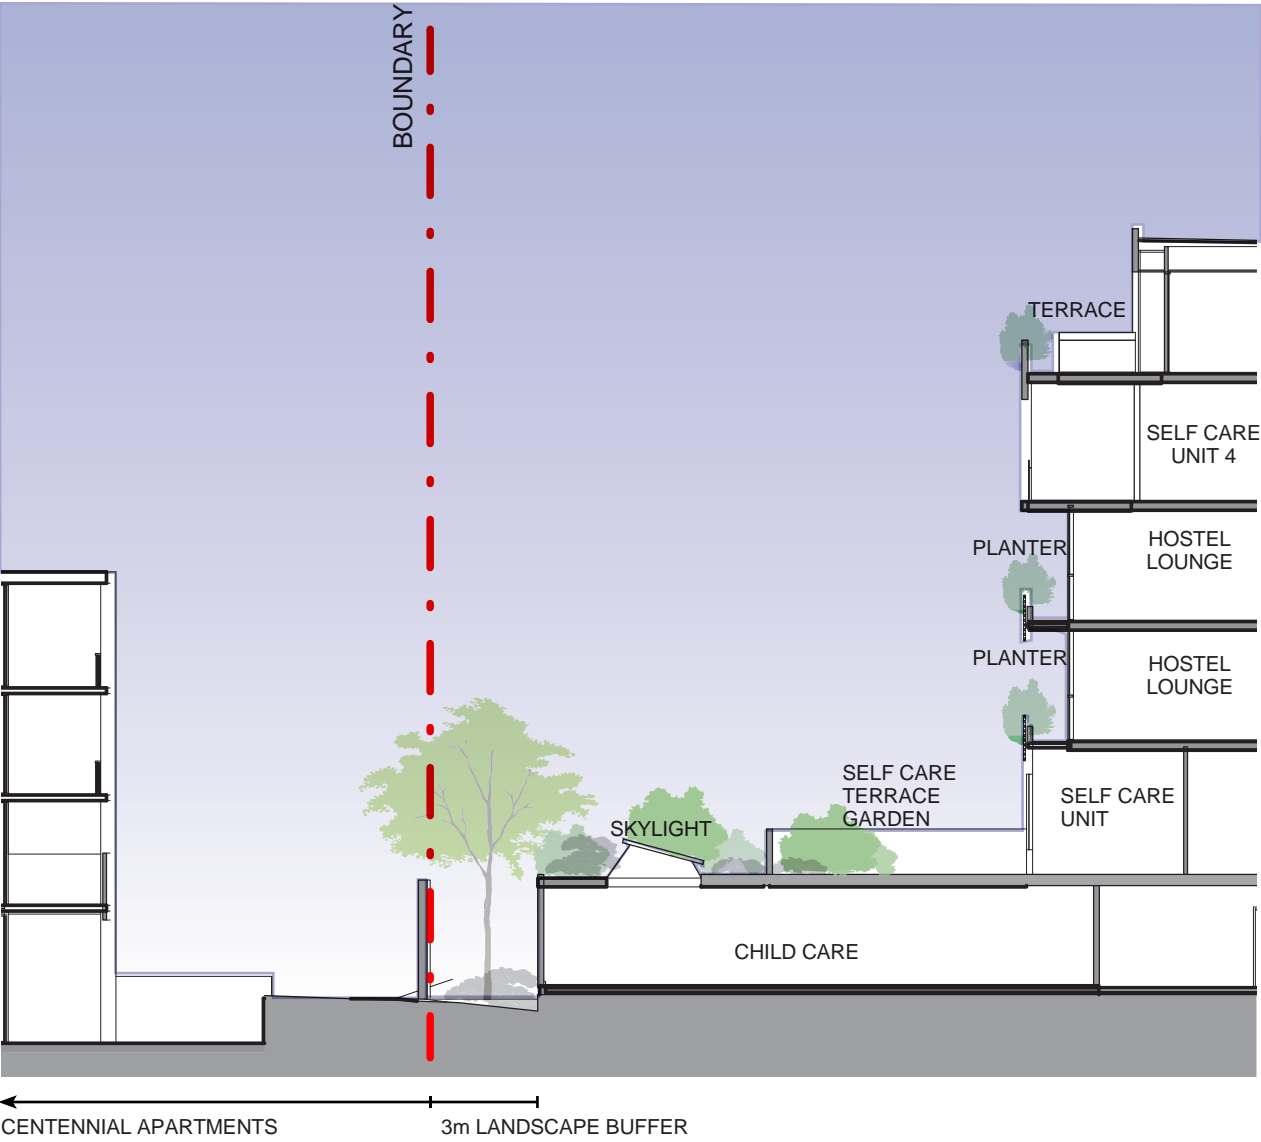 BOUNDARY
TERRACE
SELF CARE
UNIT 4
PLANTER
HOSTEL
LOUNGE
PLANTER
HOSTEL
LOUNGE
SELF CARE
TERRACE
GARDEN
SELF CARE
UNIT
SKYLIGHT
CHILD CARE
CENTENNIAL APARTMENTS
3m LANDSCAPE BUFFER